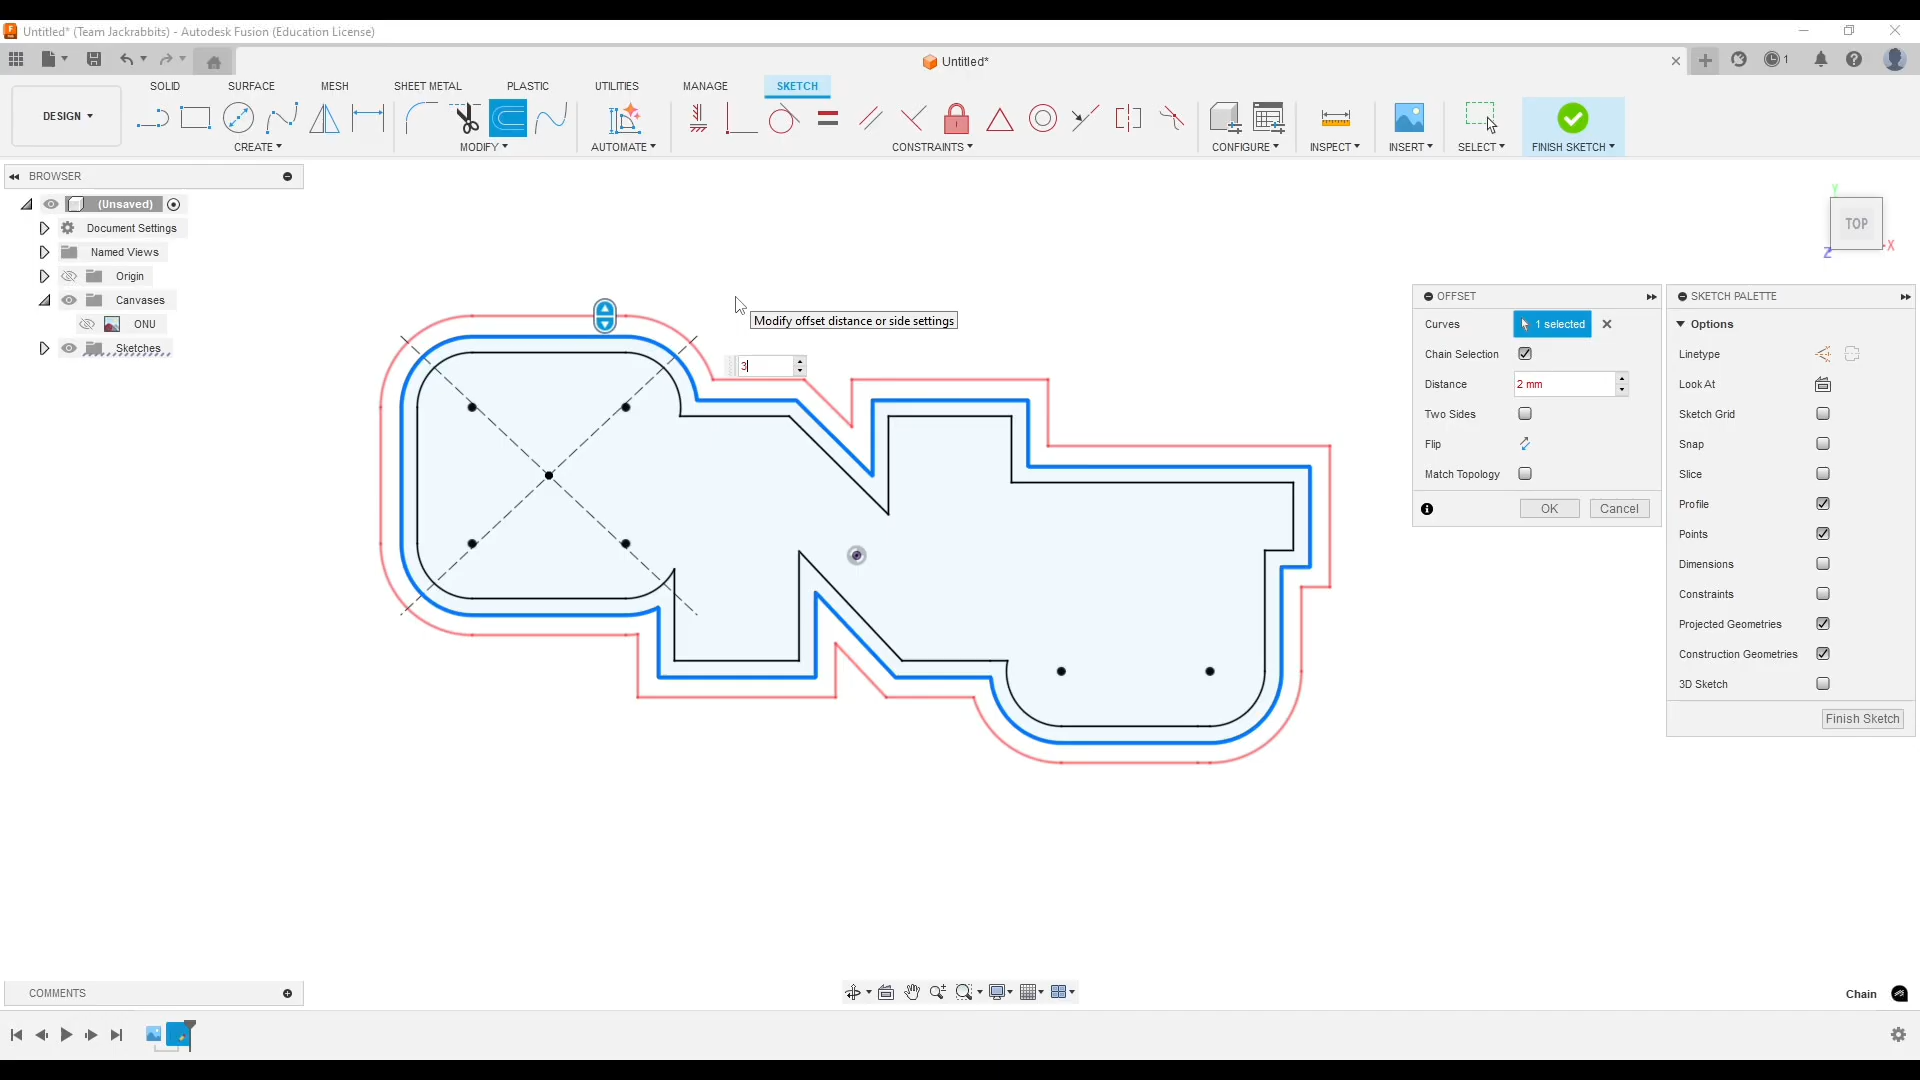 Untitled* (Team Jackrabbits) - Autodesk Fusion (Education License)
Untitled*
1
SOLID SURFACE MESH SHEET METAL PLASTIC UTILITIES MANAGE SKETCH
DESIGN
CREATE MODIFY AUTOMATE CONSTRAINTS CONFIGURE INSPECT INSERT SELECT FINISH SKETCH
BROWSER
(Unsaved)
Document Settings
Named Views
Origin
Canvases
ONU
Sketches
Y
TOP
X
Z
Modify offset distance or side settings
3
OFFSET
Curves 1 selected
Chain Selection
Distance 2 mm
Two Sides
Flip
Match Topology
OK Cancel
SKETCH PALETTE
Options
Linetype
Look At
Sketch Grid
Snap
Slice
Profile
Points
Dimensions
Constraints
Projected Geometries
Construction Geometries
3D Sketch
Finish Sketch
COMMENTS
Chain